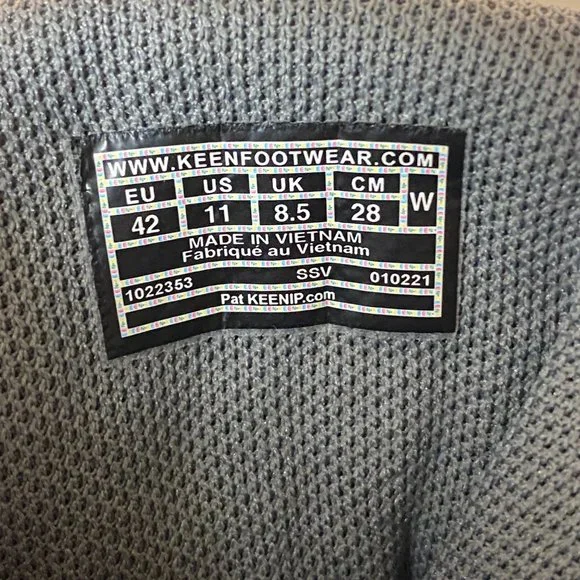 WWW.KEENFOOTWEAR.COM
EU US UK CM W
42 11 8.5 28
MADE IN VIETNAM
Fabriqué au Vietnam
1022353 SSV 010221
Pat KEENIP.com